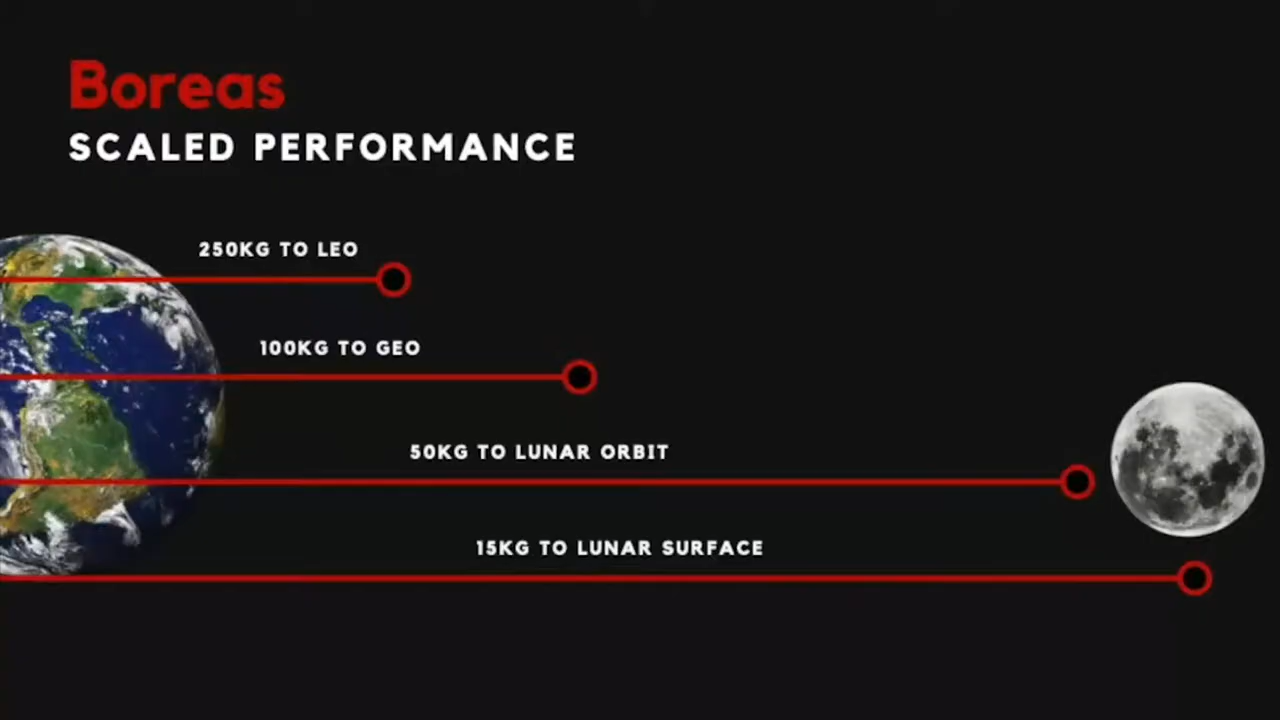 Boreas
SCALED PERFORMANCE
250KG TO LEO
100KG TO GEO
50KG TO LUNAR ORBIT
15KG TO LUNAR SURFACE